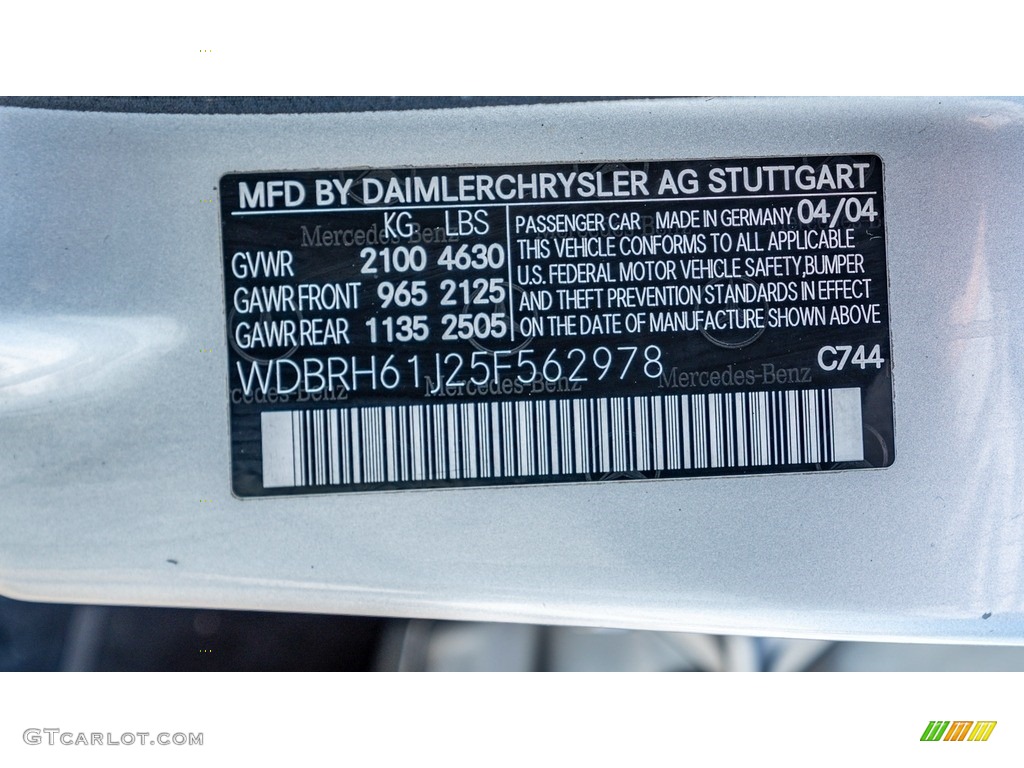 MFD BY DAIMLERCHRYSLER AG STUTTGART
KG LBS
GVWR 2100 4630
GAWR FRONT 965 2125
GAWR REAR 1135 2505
PASSENGER CAR MADE IN GERMANY 04/04
THIS VEHICLE CONFORMS TO ALL APPLICABLE
U.S. FEDERAL MOTOR VEHICLE SAFETY,BUMPER
AND THEFT PREVENTION STANDARDS IN EFFECT
ON THE DATE OF MANUFACTURE SHOWN ABOVE
Mercedes-Benz
WDBRH61J25F562978 C744
Mercedes-Benz Mercedes-Benz Mercedes-Benz
GTCARLOT.COM